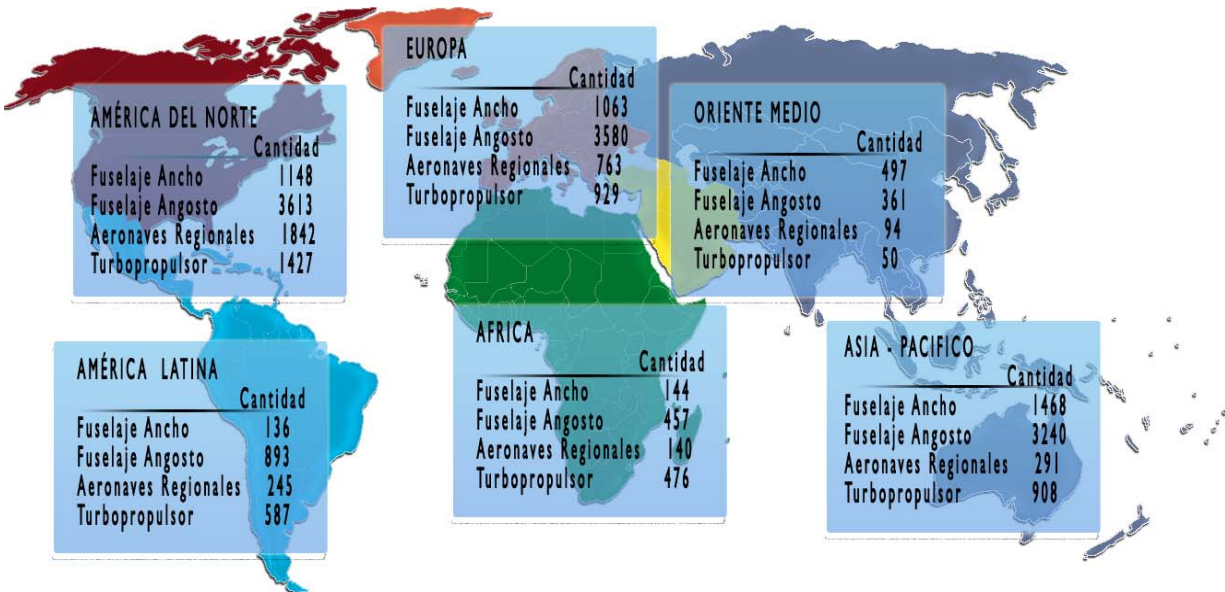 EUROPA
Cantidad
Fuselaje Ancho 1063
Fuselaje Angosto 3580
Aeronaves Regionales 763
Turbopropulsor 929
AMÉRICA DEL NORTE
Cantidad
Fuselaje Ancho 1148
Fuselaje Angosto 3613
Aeronaves Regionales 1842
Turbopropulsor 1427
ORIENTE MEDIO
Cantidad
Fuselaje Ancho 497
Fuselaje Angosto 361
Aeronaves Regionales 94
Turbopropulsor 50
AMÉRICA LATINA
Cantidad
Fuselaje Ancho 136
Fuselaje Angosto 893
Aeronaves Regionales 245
Turbopropulsor 587
AFRICA
Cantidad
Fuselaje Ancho 144
Fuselaje Angosto 457
Aeronaves Regionales 140
Turbopropulsor 476
ASIA - PACIFICO
Cantidad
Fuselaje Ancho 1468
Fuselaje Angosto 3240
Aeronaves Regionales 291
Turbopropulsor 908